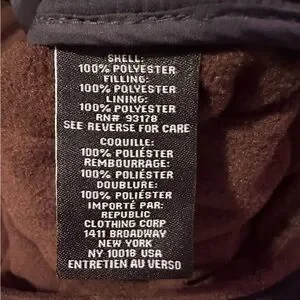 SHELL:
100% POLYESTER
FILLING:
100% POLYESTER
LINING:
100% POLYESTER
RN# 93178
SEE REVERSE FOR CARE
COQUILLE:
100% POLIÉSTER
REMBOURRAGE:
100% POLIÉSTER
DOUBLURE:
100% POLIÉSTER
IMPORTÉ PAR:
REPUBLIC
CLOTHING CORP
1411 BROADWAY
NEW YORK
NY 10018 USA
ENTRETIEN AU VERSO